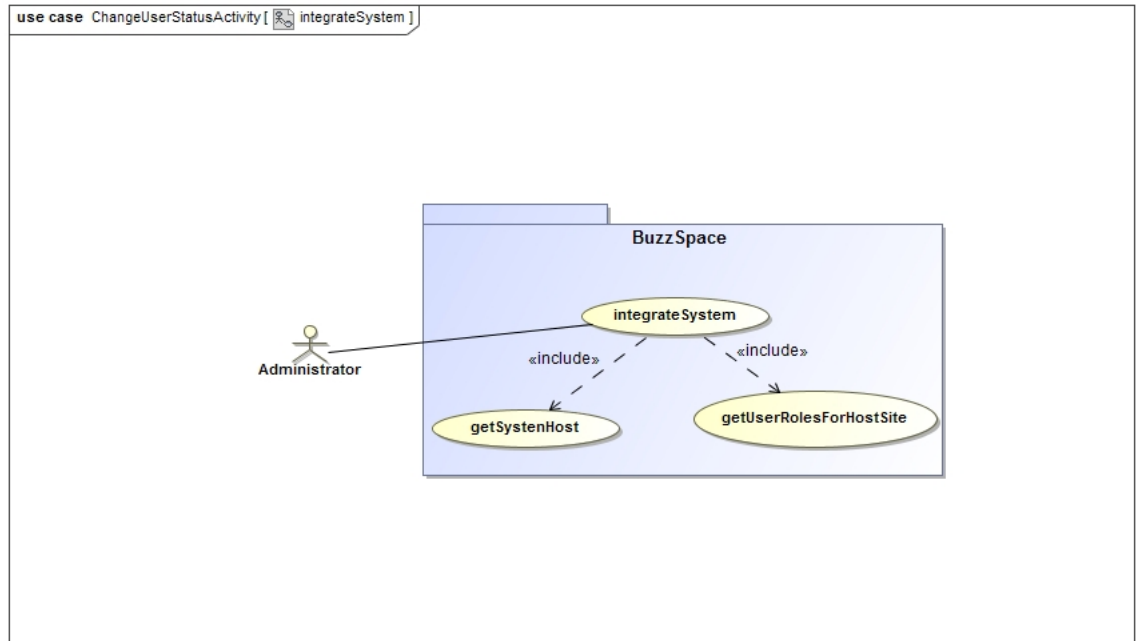 use case ChangeUserStatusActivity [ integrateSystem ]
BuzzSpace
integrateSystem
«include»
«include»
Administrator
getSystenHost
getUserRolesForHostSite